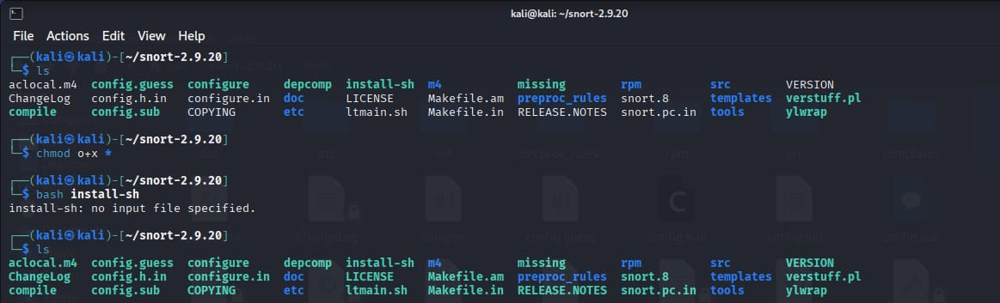 kali@kali: ~/snort-2.9.20
File Actions Edit View Help
┌──(kali㉿kali)-[~/snort-2.9.20]
└─$ ls
aclocal.m4 config.guess configure depcomp install-sh m4 missing rpm src VERSION
ChangeLog config.h.in configure.in doc LICENSE Makefile.am preproc_rules snort.8 templates verstuff.pl
compile config.sub COPYING etc ltmain.sh Makefile.in RELEASE.NOTES snort.pc.in tools ylwrap
┌──(kali㉿kali)-[~/snort-2.9.20]
└─$ chmod o+x *
┌──(kali㉿kali)-[~/snort-2.9.20]
└─$ bash install-sh
install-sh: no input file specified.
┌──(kali㉿kali)-[~/snort-2.9.20]
└─$ ls
aclocal.m4 config.guess configure depcomp install-sh m4 missing rpm src VERSION
ChangeLog config.h.in configure.in doc LICENSE Makefile.am preproc_rules snort.8 templates verstuff.pl
compile config.sub COPYING etc ltmain.sh Makefile.in RELEASE.NOTES snort.pc.in tools ylwrap